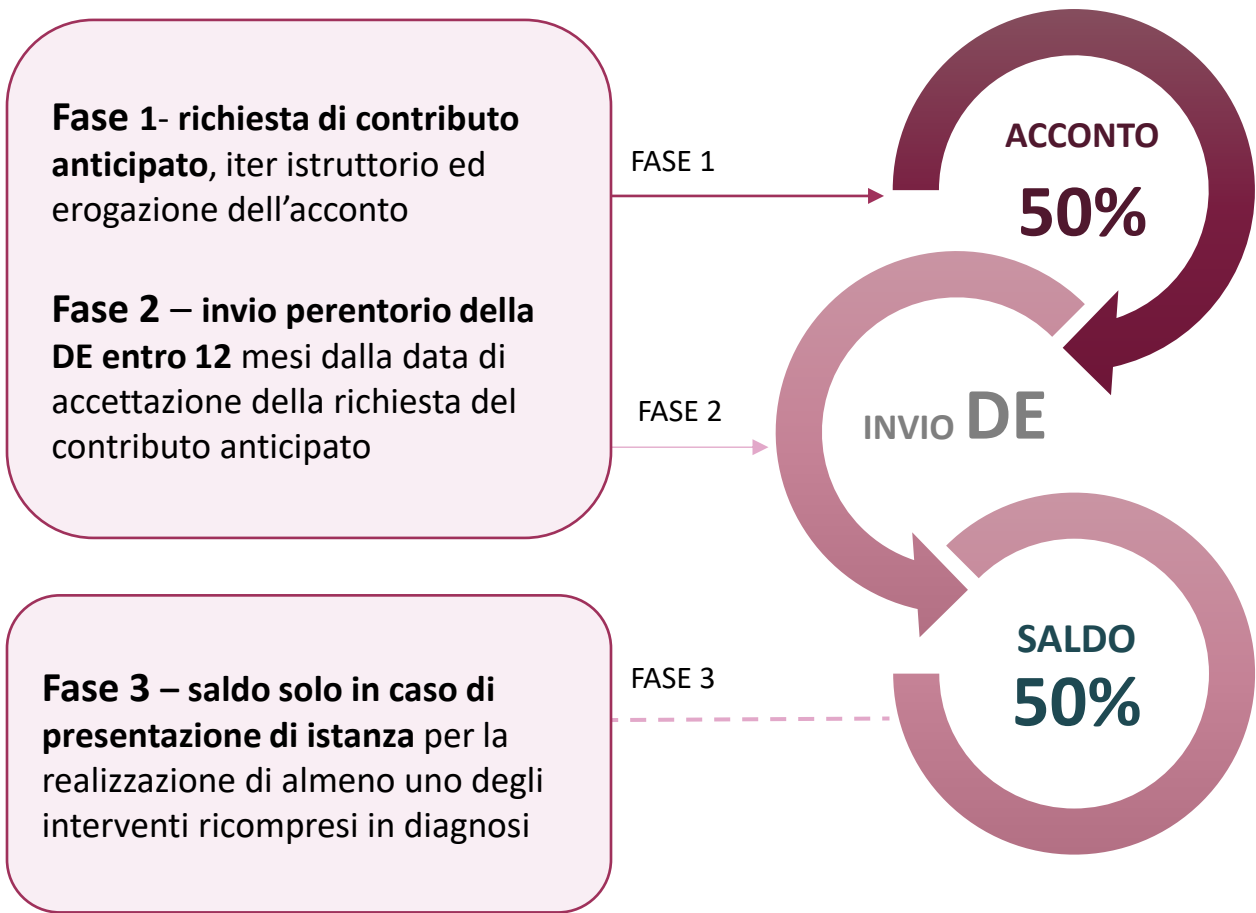 Fase 1- richiesta di contributo
anticipato, iter istruttorio ed
erogazione dell'acconto
Fase 2 – invio perentorio della
DE entro 12 mesi dalla data di
accettazione della richiesta del
contributo anticipato
FASE 1
ACCONTO
50%
FASE 2
INVIO DE
Fase 3 – saldo solo in caso di
presentazione di istanza per la
realizzazione di almeno uno degli
interventi ricompresi in diagnosi
FASE 3
SALDO
50%